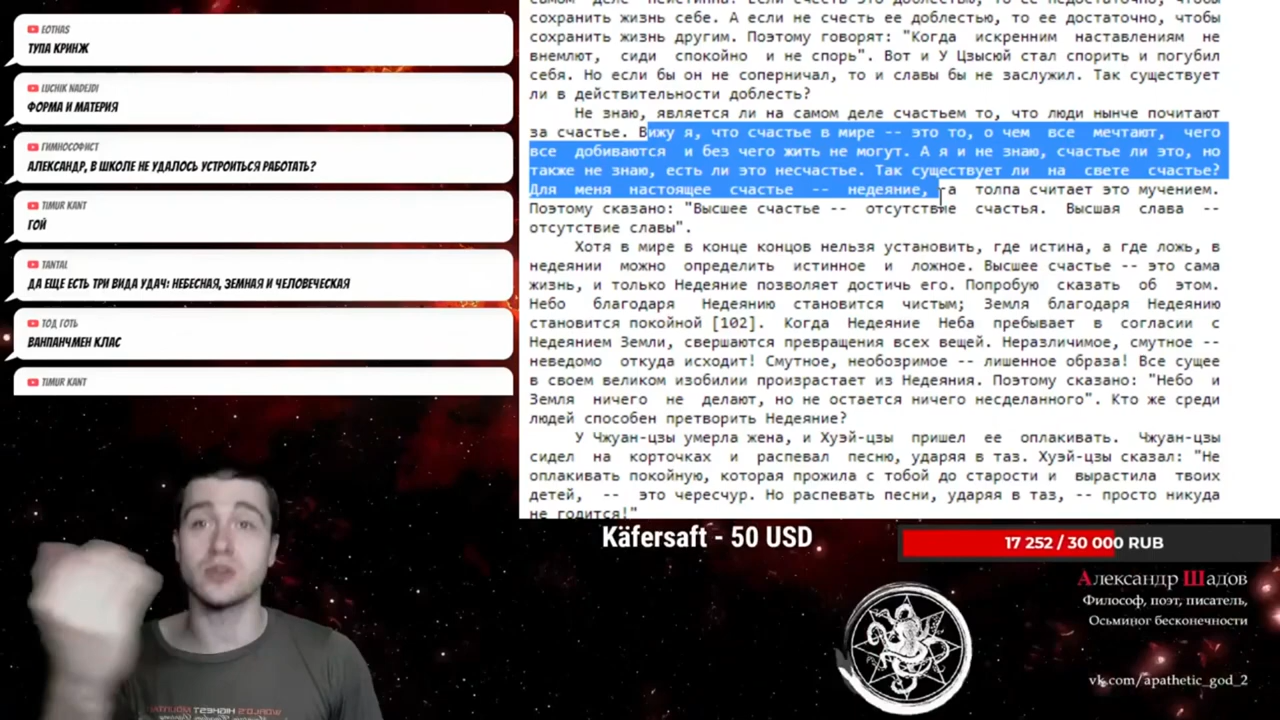 EOTHAS
ТУПА КРИНЖ
LUCHIK NADEJDI
ФОРМА И МАТЕРИЯ
ГИМНОСОФИСТ
АЛЕКСАНДР, В ШКОЛЕ НЕ УДАЛОСЬ УСТРОИТЬСЯ РАБОТАТЬ?
TIMUR KANT
ГОЙ
TANTAL
ДА ЕЩЕ ЕСТЬ ТРИ ВИДА УДАЧ: НЕБЕСНАЯ, ЗЕМНАЯ И ЧЕЛОВЕЧЕСКАЯ
ТОД ГОТЬ
ВАНПАНЧМЕН КЛАС
TIMUR KANT
сохранить жизнь себе. А если не счесть ее доблестью, то ее достаточно, чтобы
сохранить жизнь другим. Поэтому говорят: "Когда искренним наставлениям не
внемлют, сиди спокойно и не спорь". Вот и У Цзысюй стал спорить и погубил
себя. Но если бы он не соперничал, то и славы бы не заслужил. Так существует
ли в действительности доблесть?
Не знаю, является ли на самом деле счастьем то, что люди нынче почитают
за счастье. Вижу я, что счастье в мире -- это то, о чем все мечтают, чего
все добиваются и без чего жить не могут. А я и не знаю, счастье ли это, но
также не знаю, есть ли это несчастье. Так существует ли на свете счастье?
Для меня настоящее счастье -- недеяние, а толпа считает это мучением.
Поэтому сказано: "Высшее счастье -- отсутствие счастья. Высшая слава --
отсутствие славы".
Хотя в мире в конце концов нельзя установить, где истина, а где ложь, в
недеянии можно определить истинное и ложное. Высшее счастье -- это сама
жизнь, и только Недеяние позволяет достичь его. Попробую сказать об этом.
Небо благодаря Недеянию становится чистым; Земля благодаря Недеянию
становится покойной [102]. Когда Недеяние Неба пребывает в согласии с
Недеянием Земли, свершаются превращения всех вещей. Неразличимое, смутное --
неведомо откуда исходит! Смутное, необозримое -- лишенное образа! Все сущее
в своем великом изобилии произрастает из Недеяния. Поэтому сказано: "Небо и
Земля ничего не делают, но не остается ничего несделанного". Кто же среди
людей способен претворить Недеяние?
У Чжуан-цзы умерла жена, и Хуэй-цзы пришел ее оплакивать. Чжуан-цзы
сидел на корточках и распевал песню, ударяя в таз. Хуэй-цзы сказал: "Не
оплакивать покойную, которая прожила с тобой до старости и вырастила твоих
детей, -- это чересчур. Но распевать песни, ударяя в таз, -- просто никуда
не годится!"
Käfersaft - 50 USD
17 252 / 30 000 RUB
Александр Шадов
Философ, поэт, писатель,
Осьминог бесконечности
vk.com/apathetic_god_2